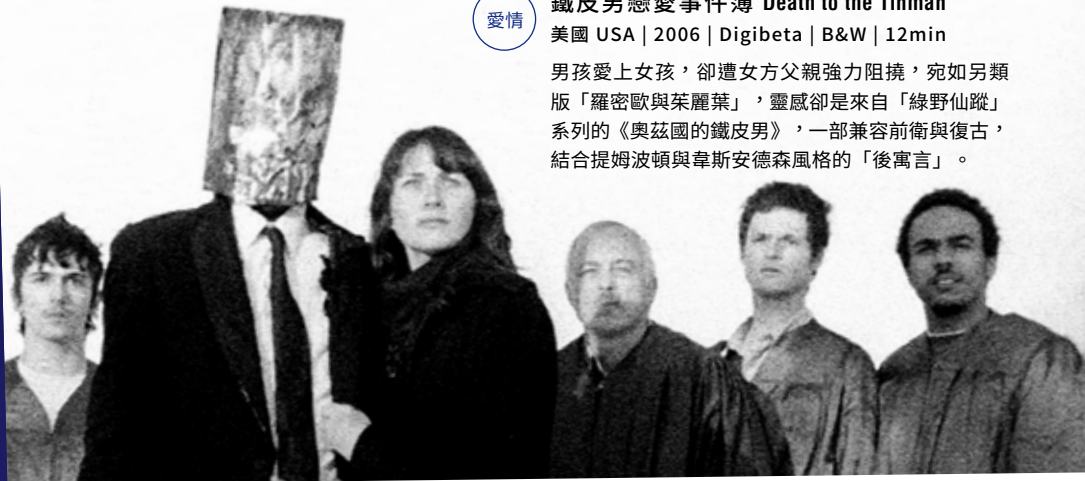 愛情
鐵皮男戀愛事件簿 Death to the Tinman
美國 USA | 2006 | Digibeta | B&W | 12min
男孩愛上女孩，卻遭女方父親強力阻撓，宛如另類
版「羅密歐與茱麗葉」，靈感卻是來自「綠野仙蹤」
系列的《奧茲國的鐵皮男》，一部兼容前衛與復古，
結合提姆波頓與韋斯安德森風格的「後寓言」。